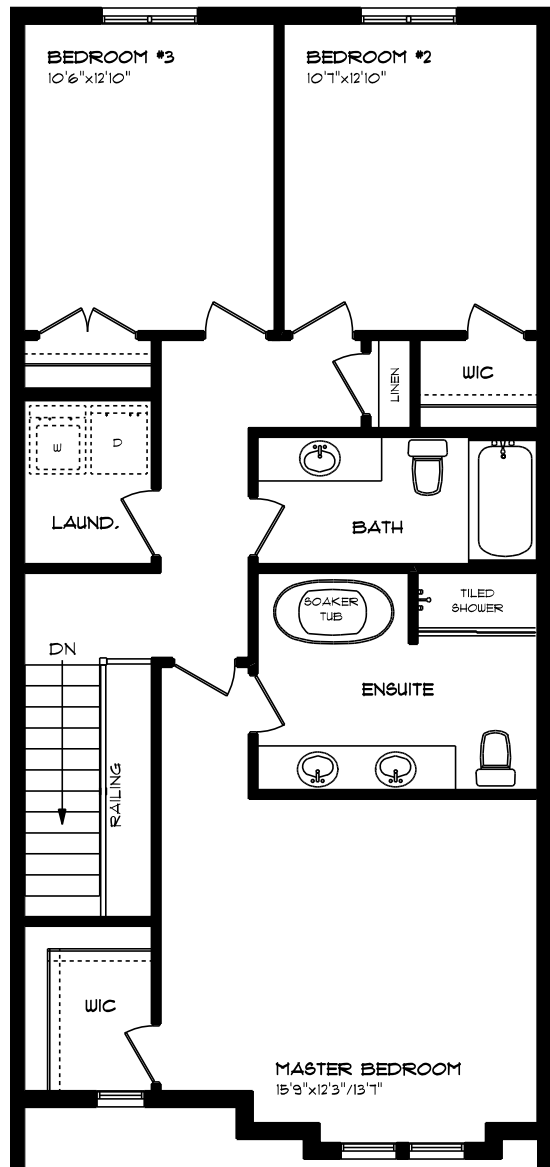 BEDROOM #3
10'6"x12'10"
BEDROOM #2
10'7"x12'10"
LINEN
WIC
W
D
LAUND.
BATH
SOAKER
TUB
TILED
SHOWER
DN
ENSUITE
RAILING
WIC
MASTER BEDROOM
15'9"x12'3"/13'7"